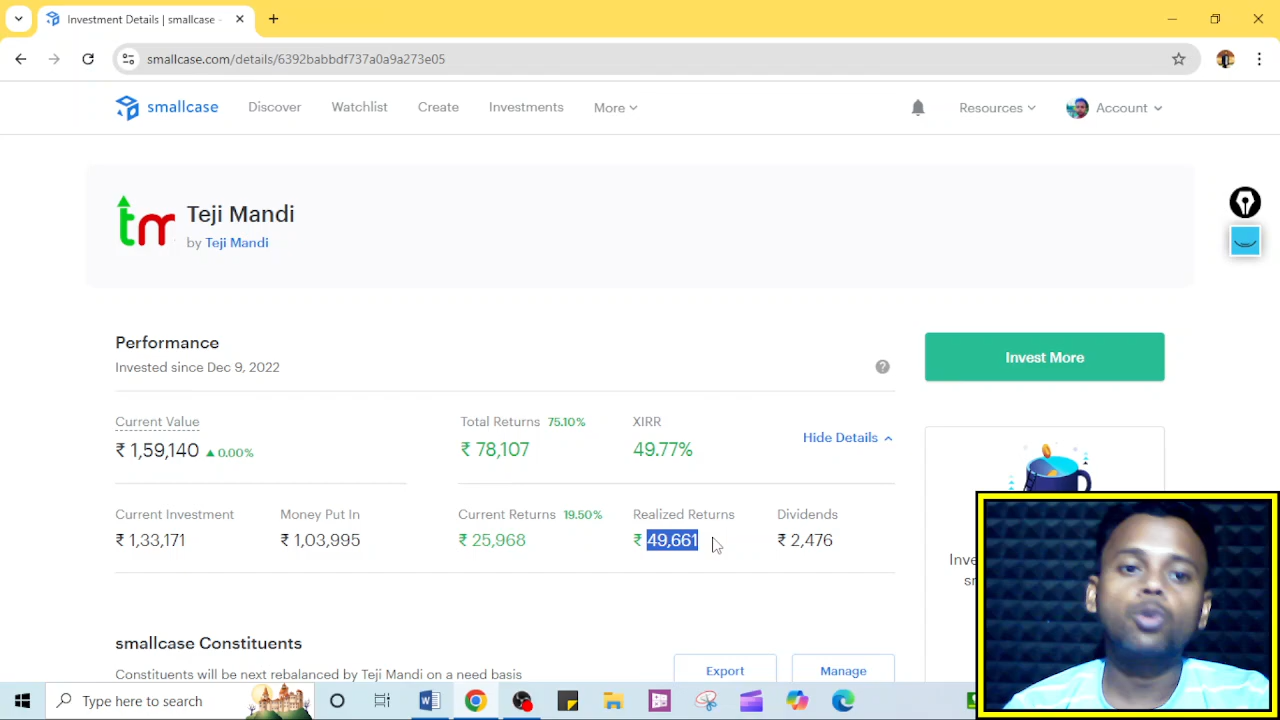 Investment Details | smallcase -
smallcase.com/details/6392babbdf737a0a9a273e05
smallcase Discover Watchlist Create Investments More Resources Account
tm
Teji Mandi
by Teji Mandi
Performance
Invested since Dec 9, 2022
?
Invest More
Current Value Total Returns 75.10% XIRR
₹ 1,59,140 ▲ 0.00% ₹ 78,107 49.77% Hide Details
Current Investment Money Put In Current Returns 19.50% Realized Returns Dividends
₹ 1,33,171 ₹ 1,03,995 ₹ 25,968 ₹ 49,661 ₹ 2,476
smallcase Constituents
Constituents will be next rebalanced by Teji Mandi on a need basis
Export Manage
Type here to search